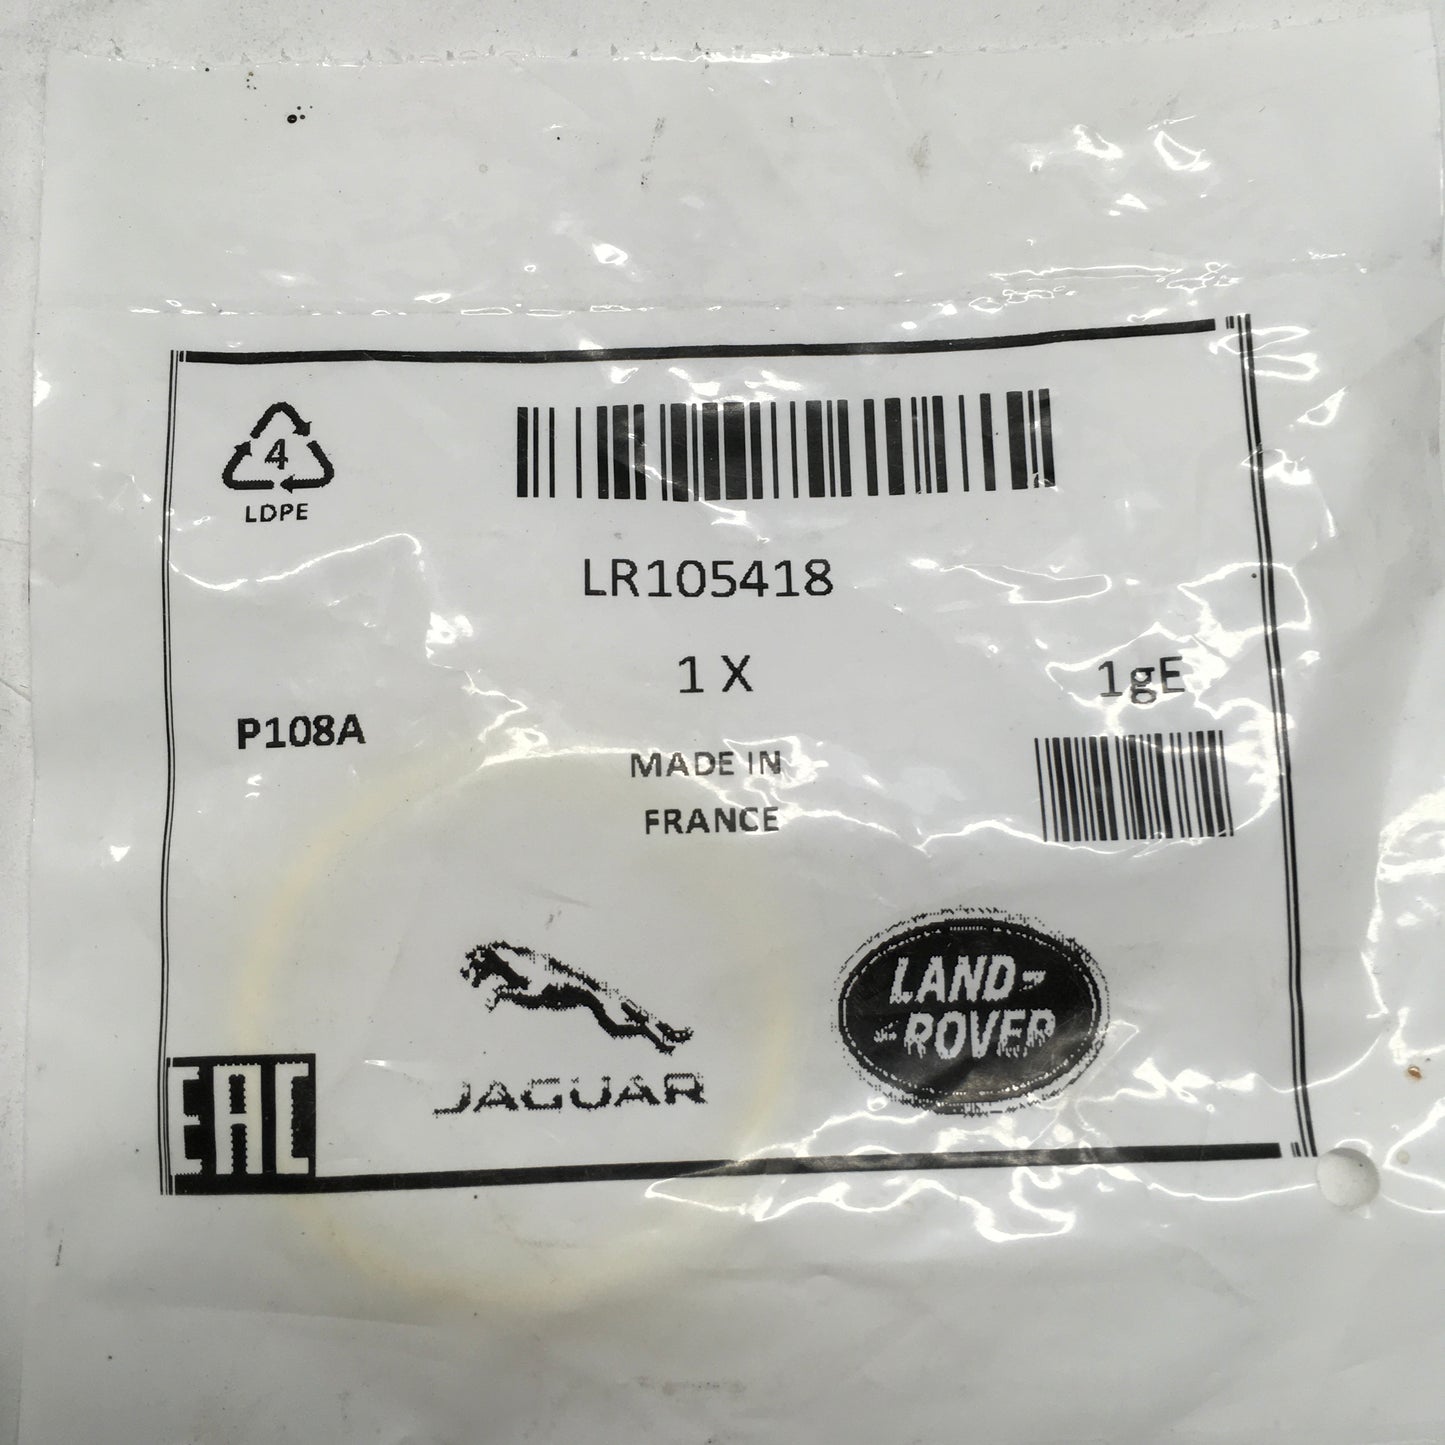 4
LDPE
LR105418
1 X
1gE
P108A
MADE IN
FRANCE
JAGUAR
LAND-
-ROVER
EAC